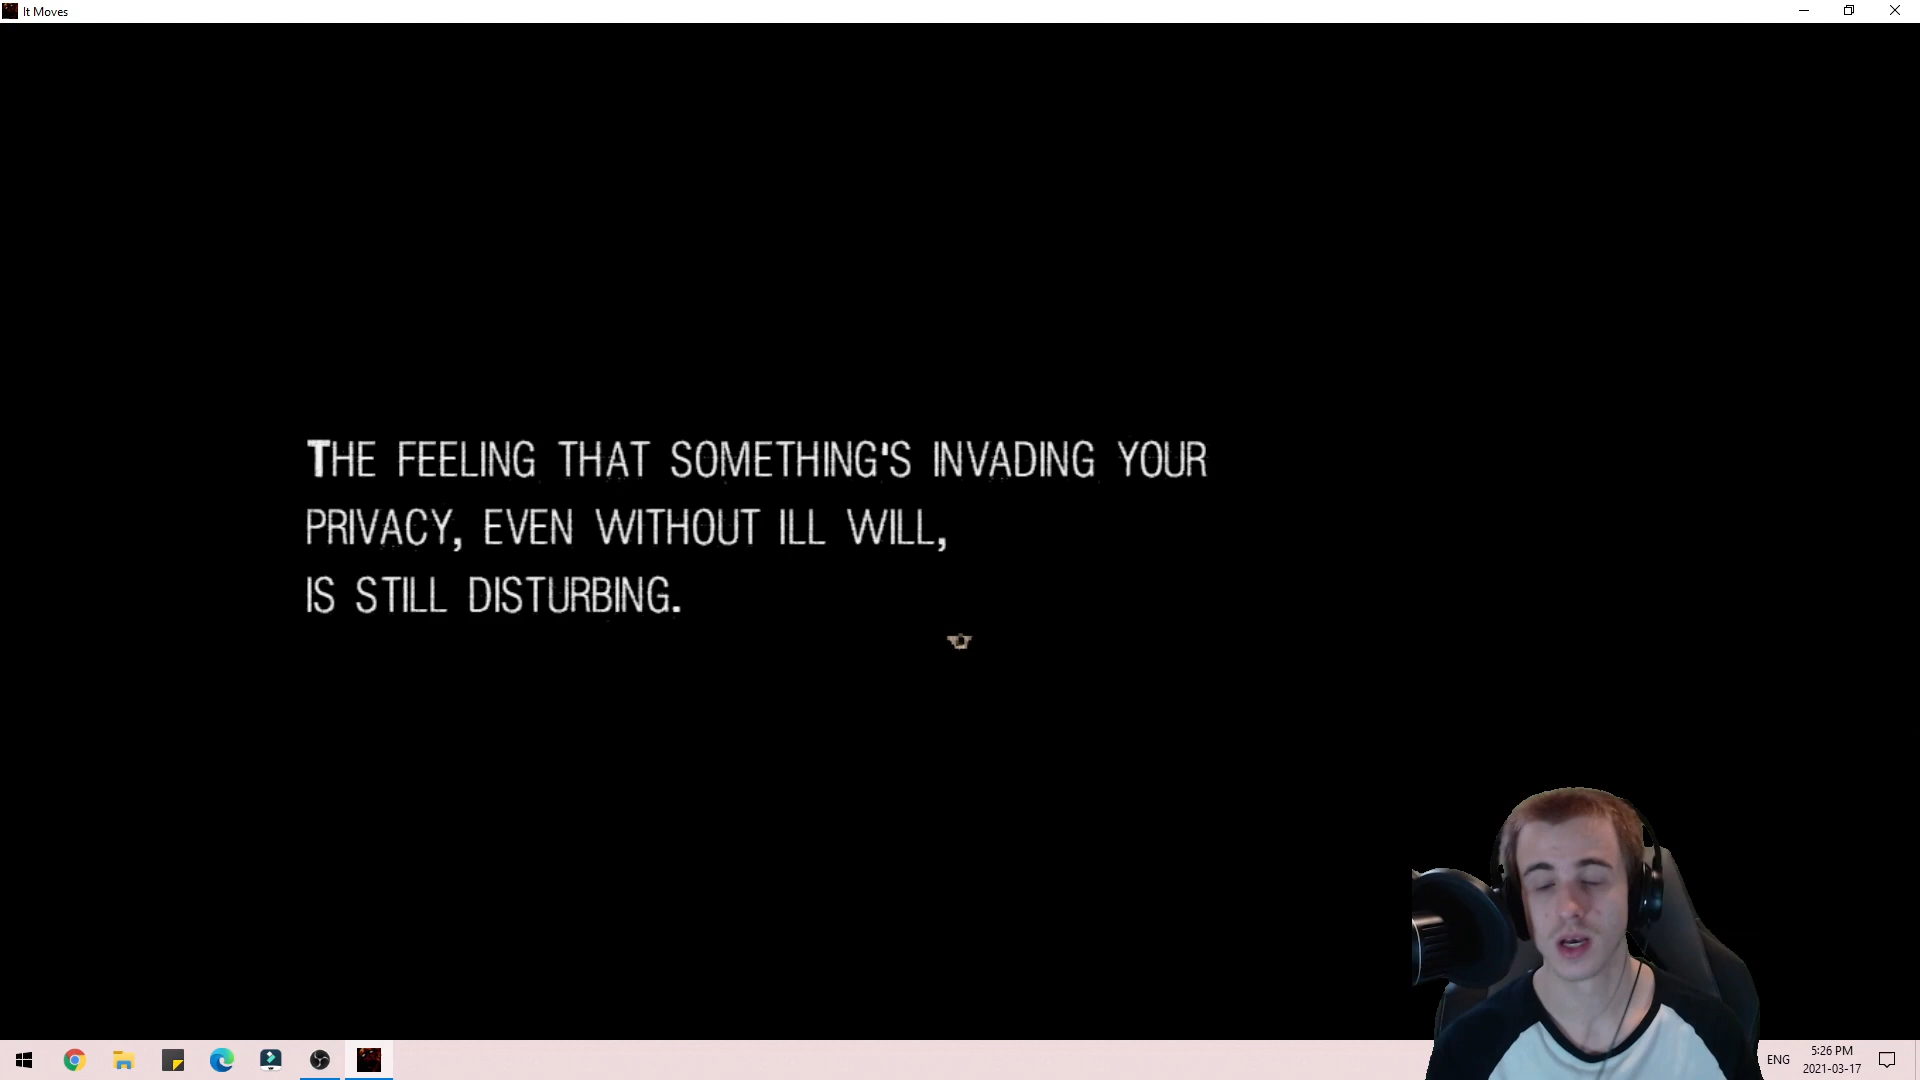 It Moves
THE FEELING THAT SOMETHING'S INVADING YOUR
PRIVACY, EVEN WITHOUT ILL WILL,
IS STILL DISTURBING.
ENG
5:26 PM
2021-03-17